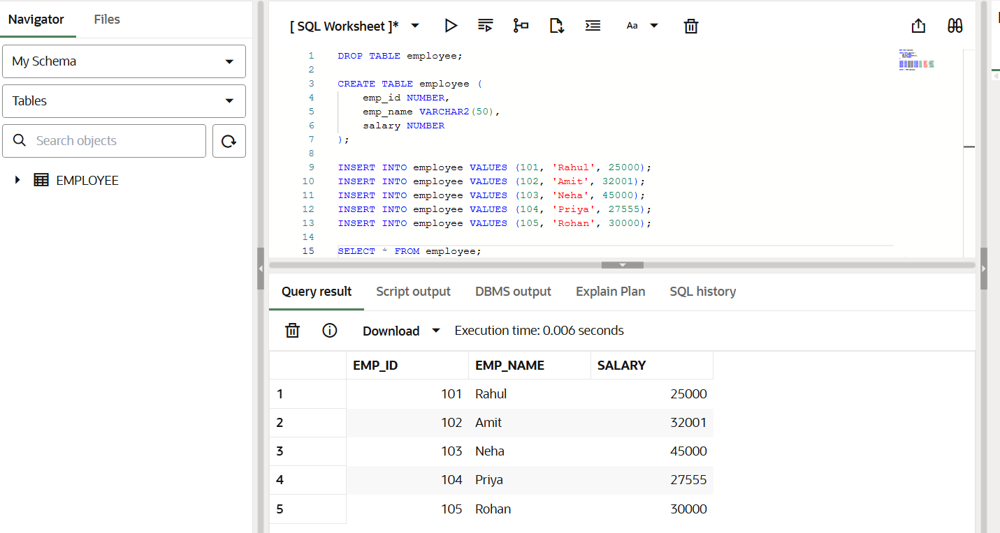 Navigator Files
My Schema
Tables
Search objects
EMPLOYEE
[ SQL Worksheet ]* Aa
1 DROP TABLE employee;
2
3 CREATE TABLE employee (
4 emp_id NUMBER,
5 emp_name VARCHAR2(50),
6 salary NUMBER
7 );
8
9 INSERT INTO employee VALUES (101, 'Rahul', 25000);
10 INSERT INTO employee VALUES (102, 'Amit', 32001);
11 INSERT INTO employee VALUES (103, 'Neha', 45000);
12 INSERT INTO employee VALUES (104, 'Priya', 27555);
13 INSERT INTO employee VALUES (105, 'Rohan', 30000);
14
15 SELECT * FROM employee;
Query result Script output DBMS output Explain Plan SQL history
Download Execution time: 0.006 seconds
EMP_ID EMP_NAME SALARY
1 101 Rahul 25000
2 102 Amit 32001
3 103 Neha 45000
4 104 Priya 27555
5 105 Rohan 30000